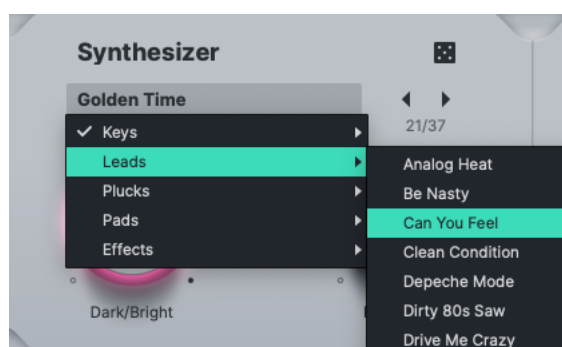 Synthesizer
Golden Time
21/37
Keys
Leads
Plucks
Pads
Effects
Analog Heat
Be Nasty
Can You Feel
Clean Condition
Depeche Mode
Dirty 80s Saw
Drive Me Crazy
Dark/Bright